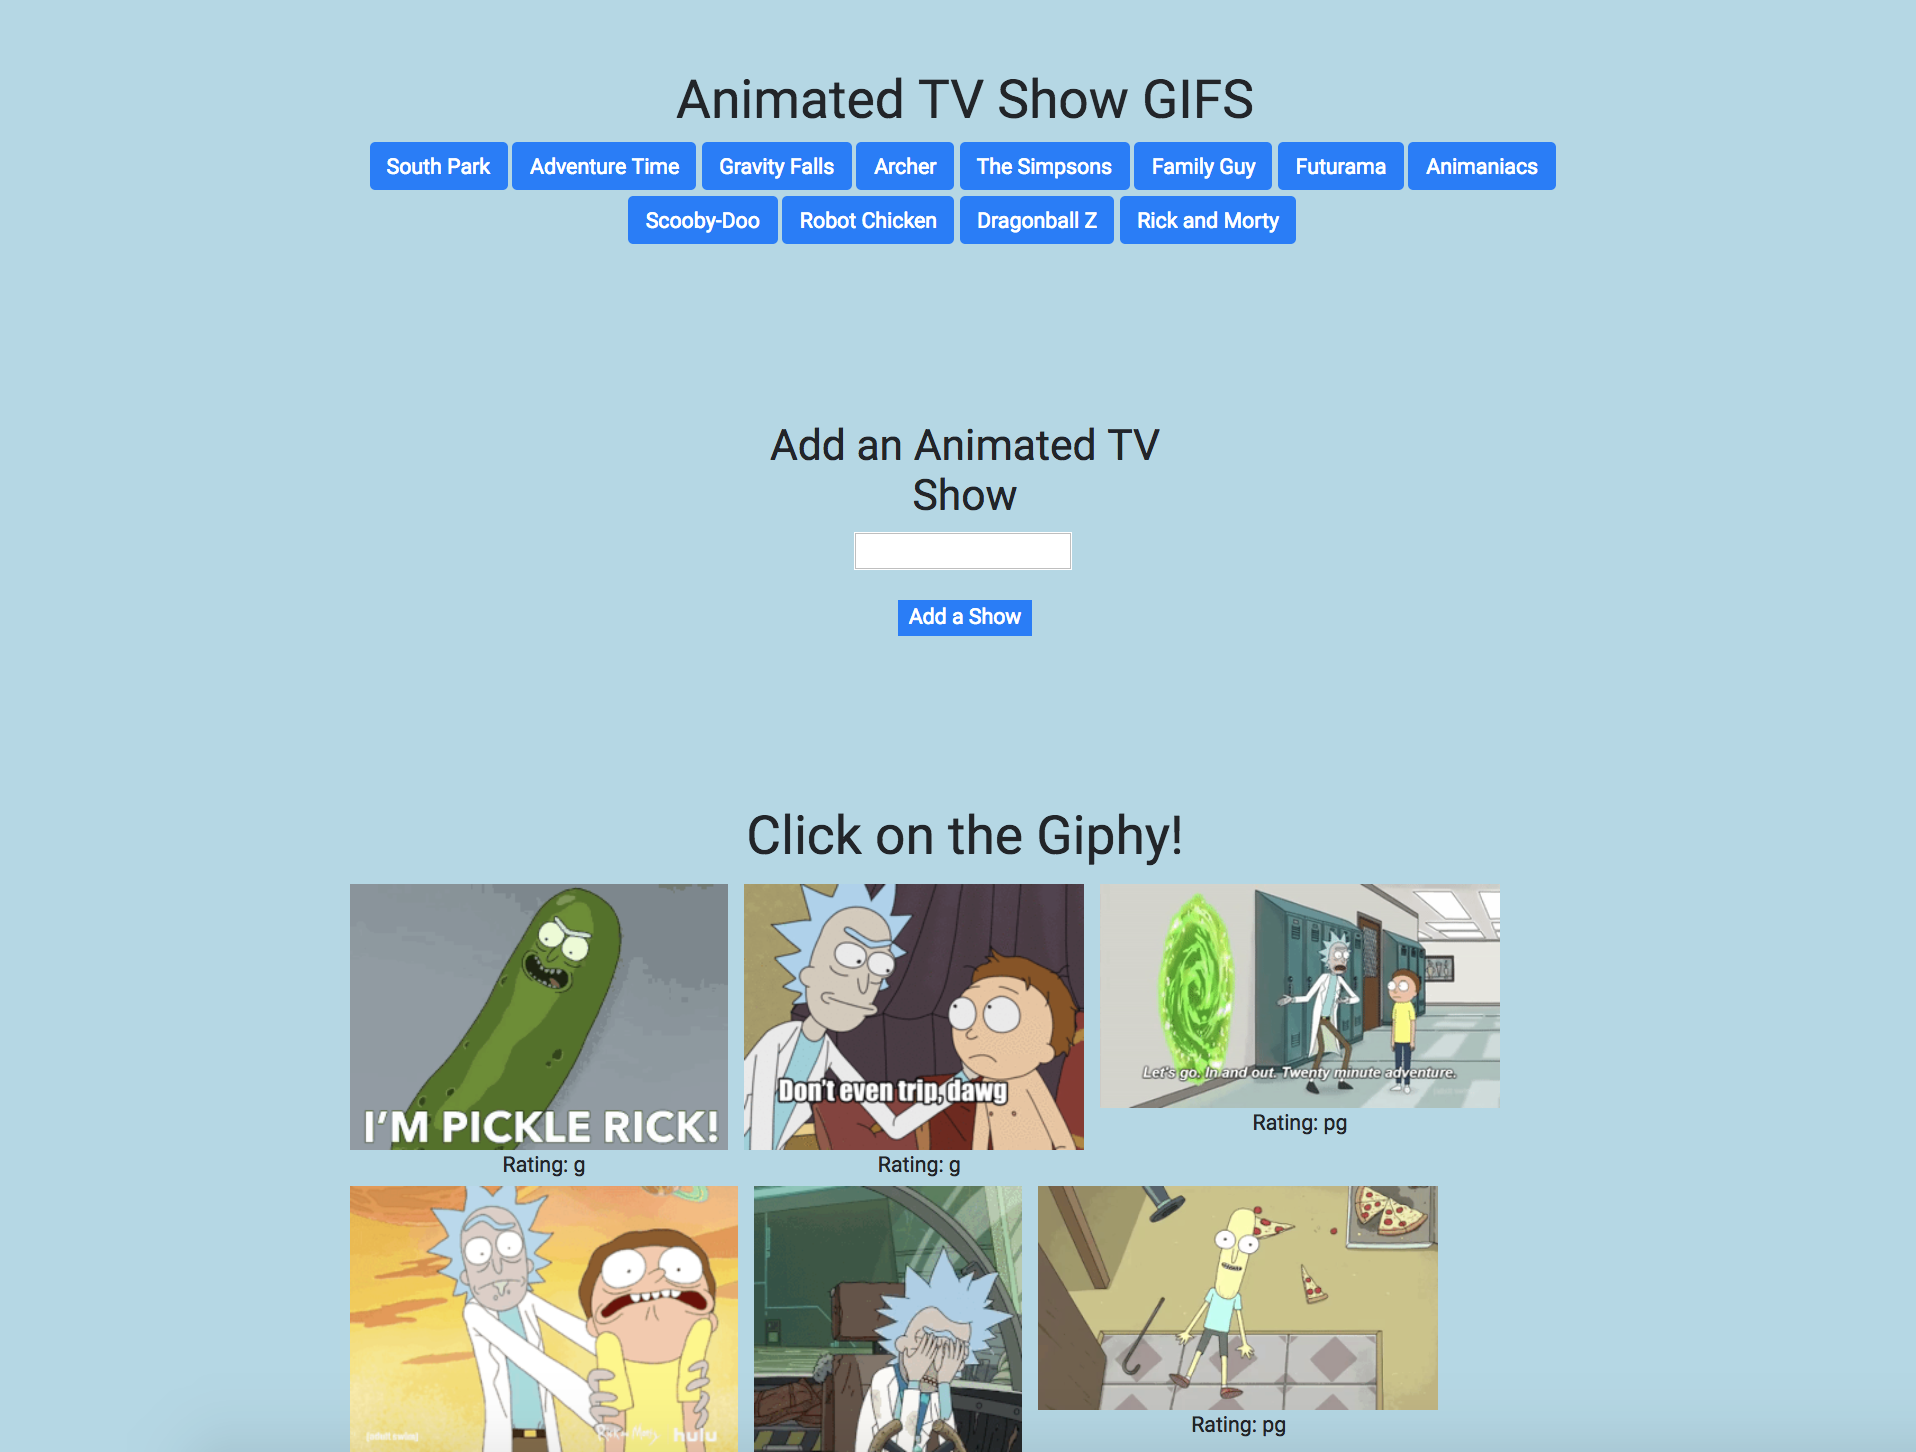 Animated TV Show GIFS
South Park Adventure Time Gravity Falls Archer The Simpsons Family Guy Futurama Animaniacs
Scooby-Doo Robot Chicken Dragonball Z Rick and Morty
Add an Animated TV
Show
Add a Show
Click on the Giphy!
I'M PICKLE RICK!
Don't even trip, dawg
Let's go. In and out. Twenty minute adventure.
Rating: pg
Rating: g
Rating: g
[adult swim]
Rick and Morty
hulu
Rating: pg